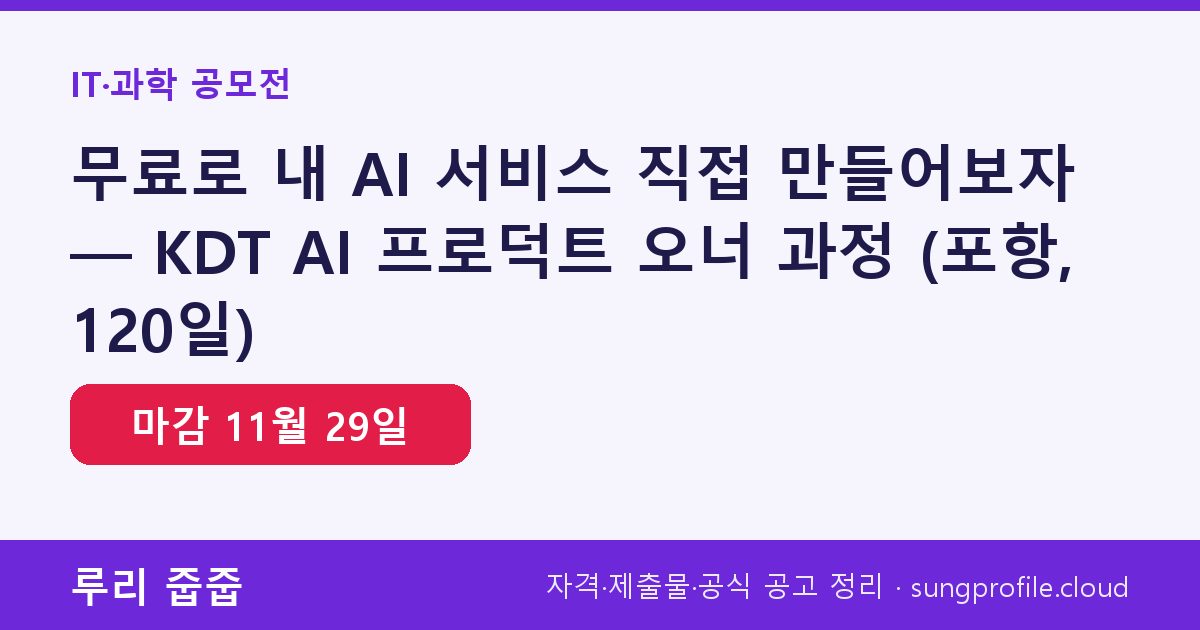 IT·과학 공모전
무료로 내 AI 서비스 직접 만들어보자
— KDT AI 프로덕트 오너 과정 (포항,
120일)
마감 11월 29일
루리 줍줍
자격·제출물·공식 공고 정리 · sungprofile.cloud